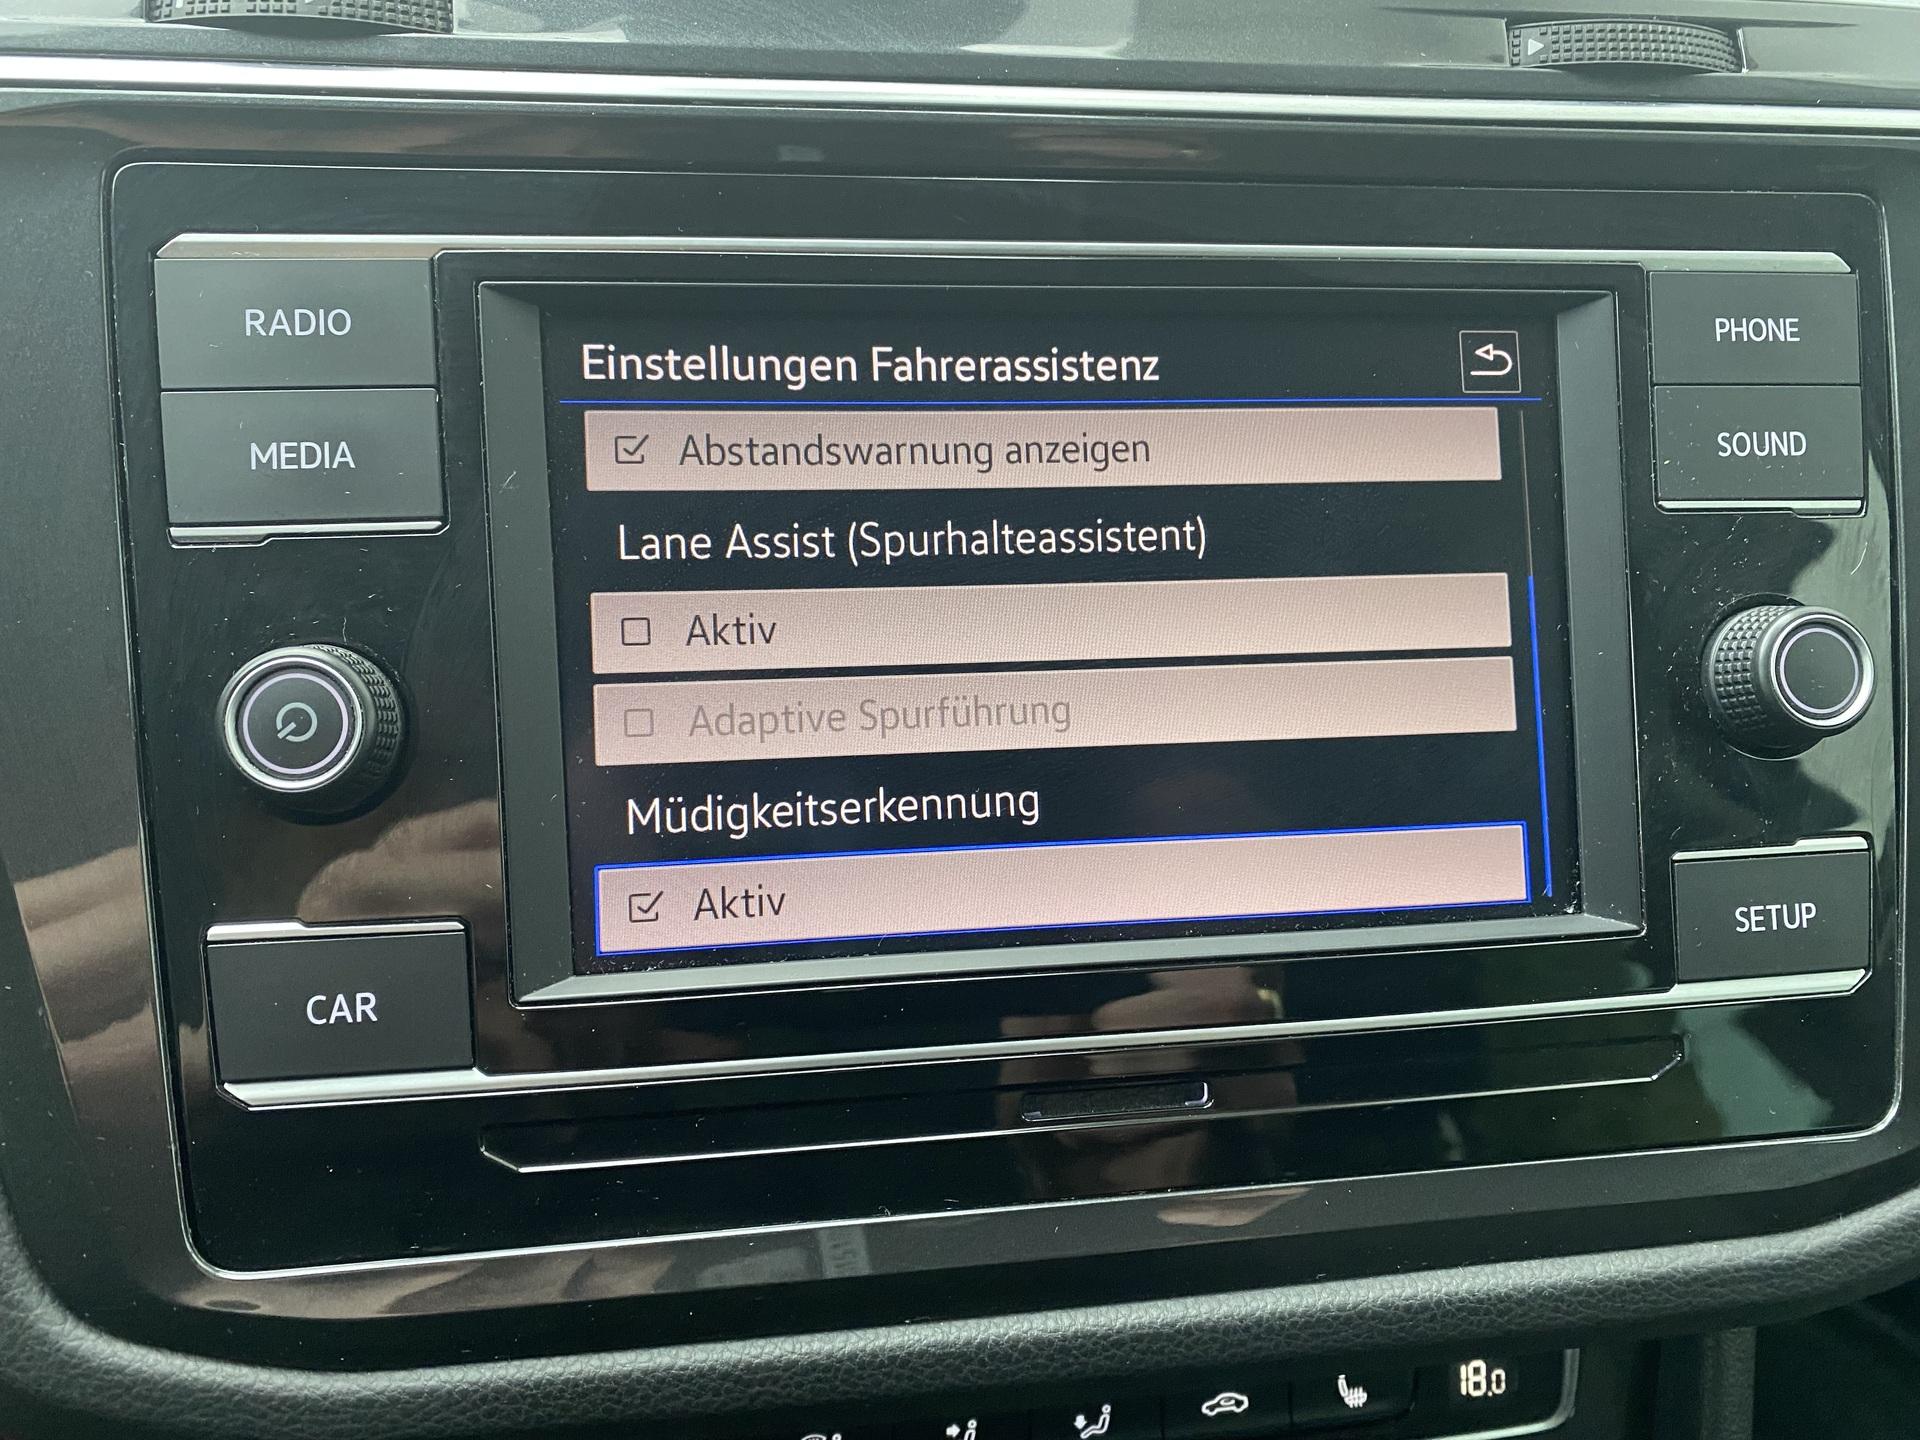 RADIO
MEDIA
CAR
Einstellungen Fahrerassistenz
Abstandswarnung anzeigen
Lane Assist (Spurhalteassistent)
Aktiv
Adaptive Spurführung
Müdigkeitserkennung
Aktiv
PHONE
SOUND
SETUP
18.0